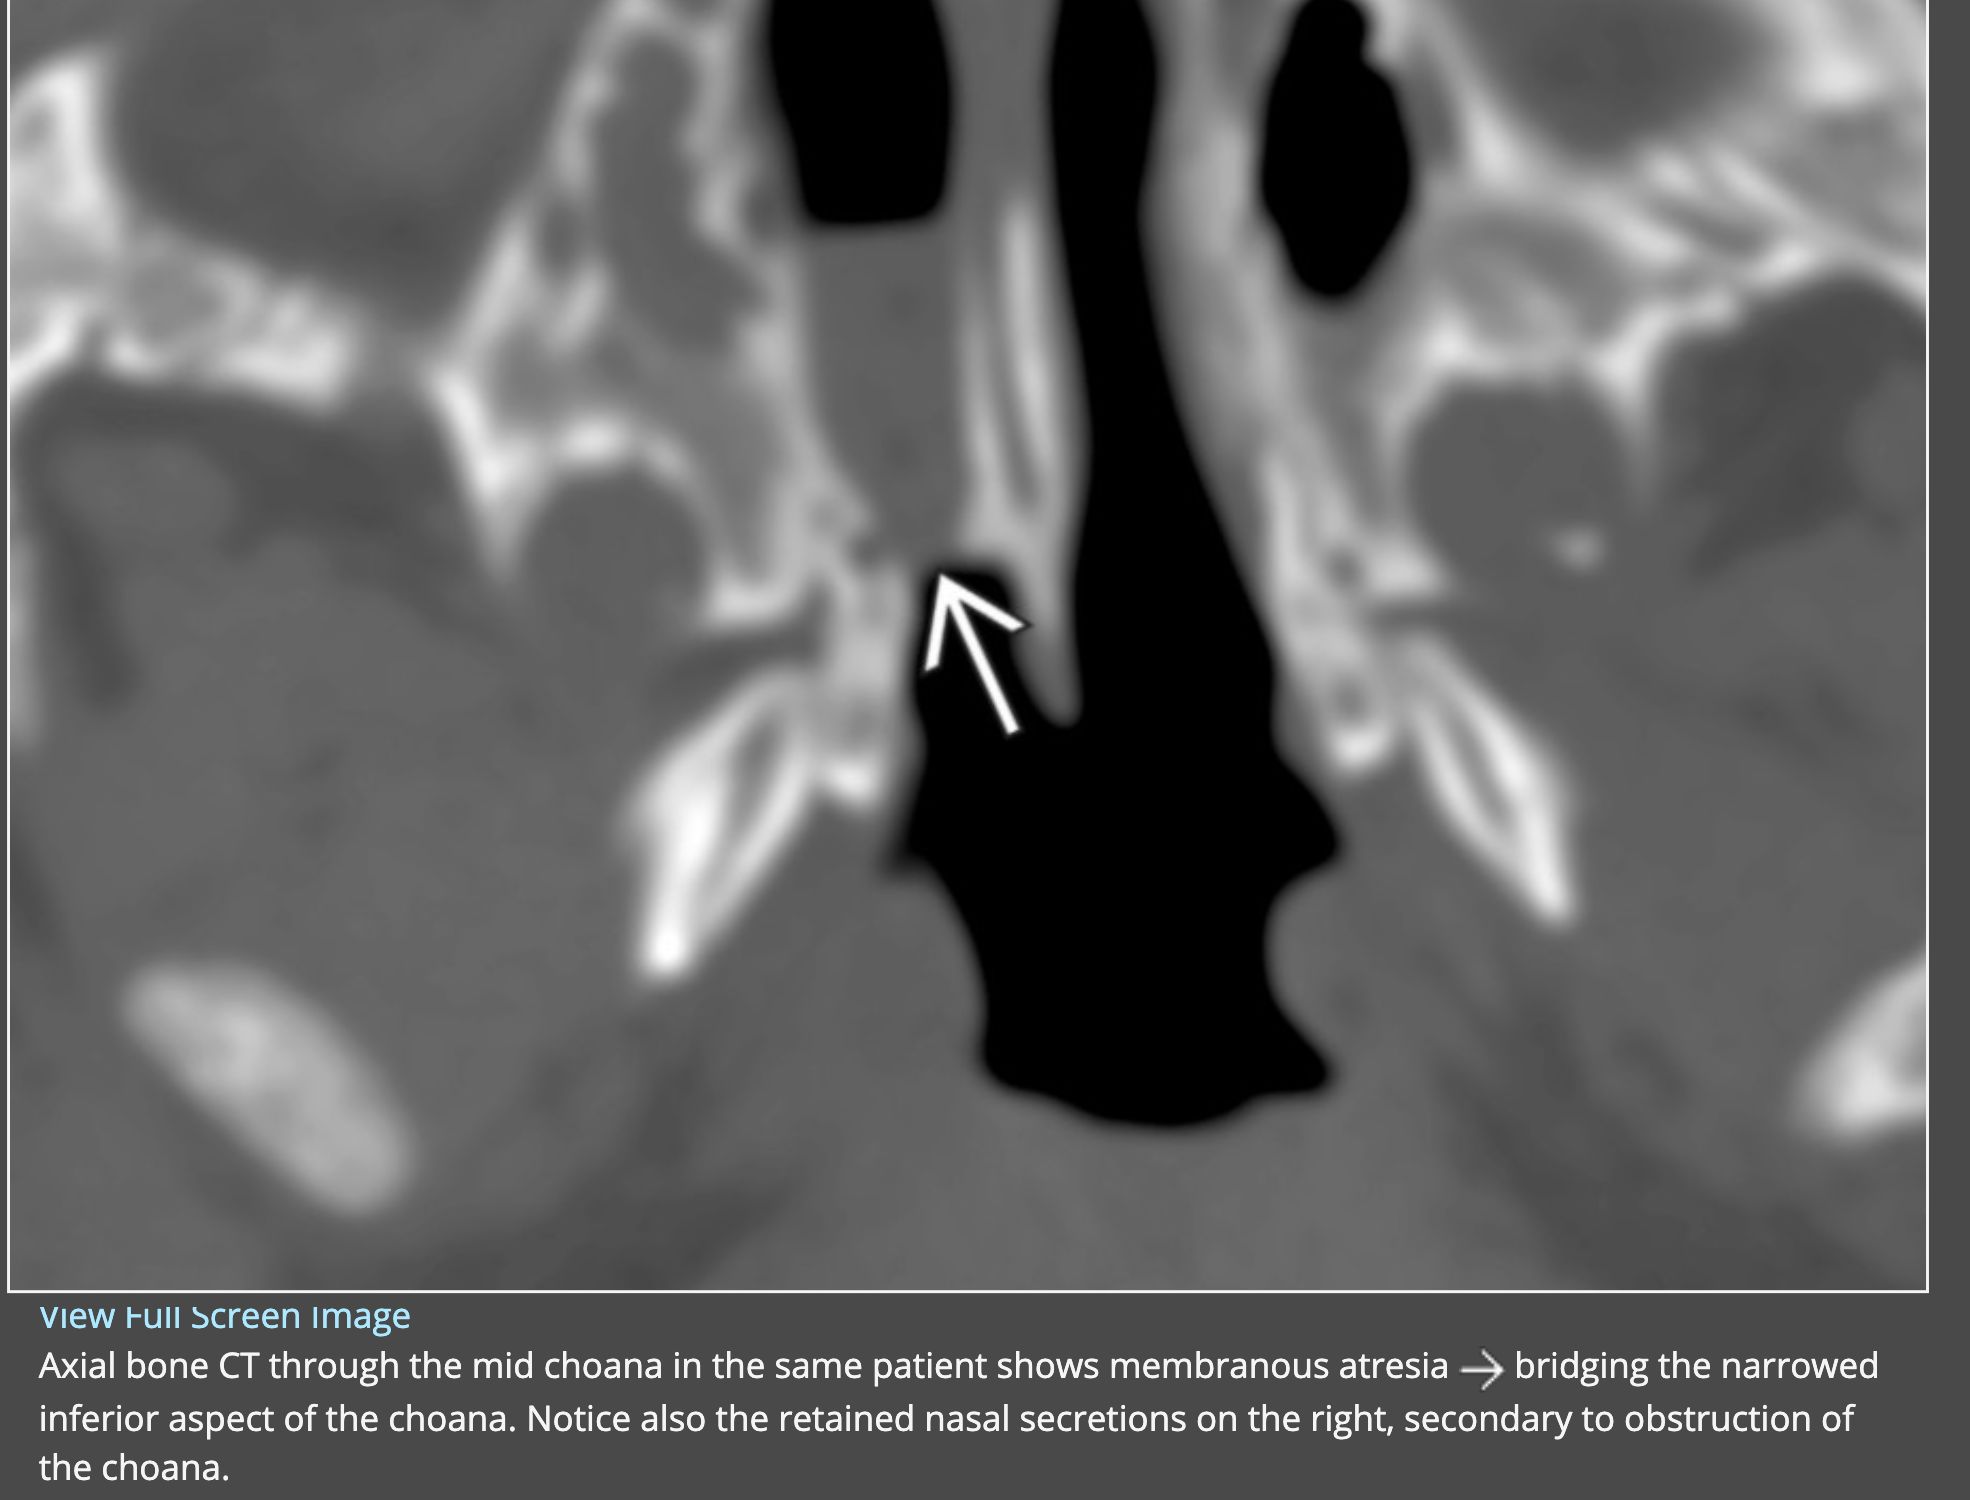 View Full Screen Image
Axial bone CT through the mid choana in the same patient shows membranous atresia → bridging the narrowed
inferior aspect of the choana. Notice also the retained nasal secretions on the right, secondary to obstruction of
the choana.